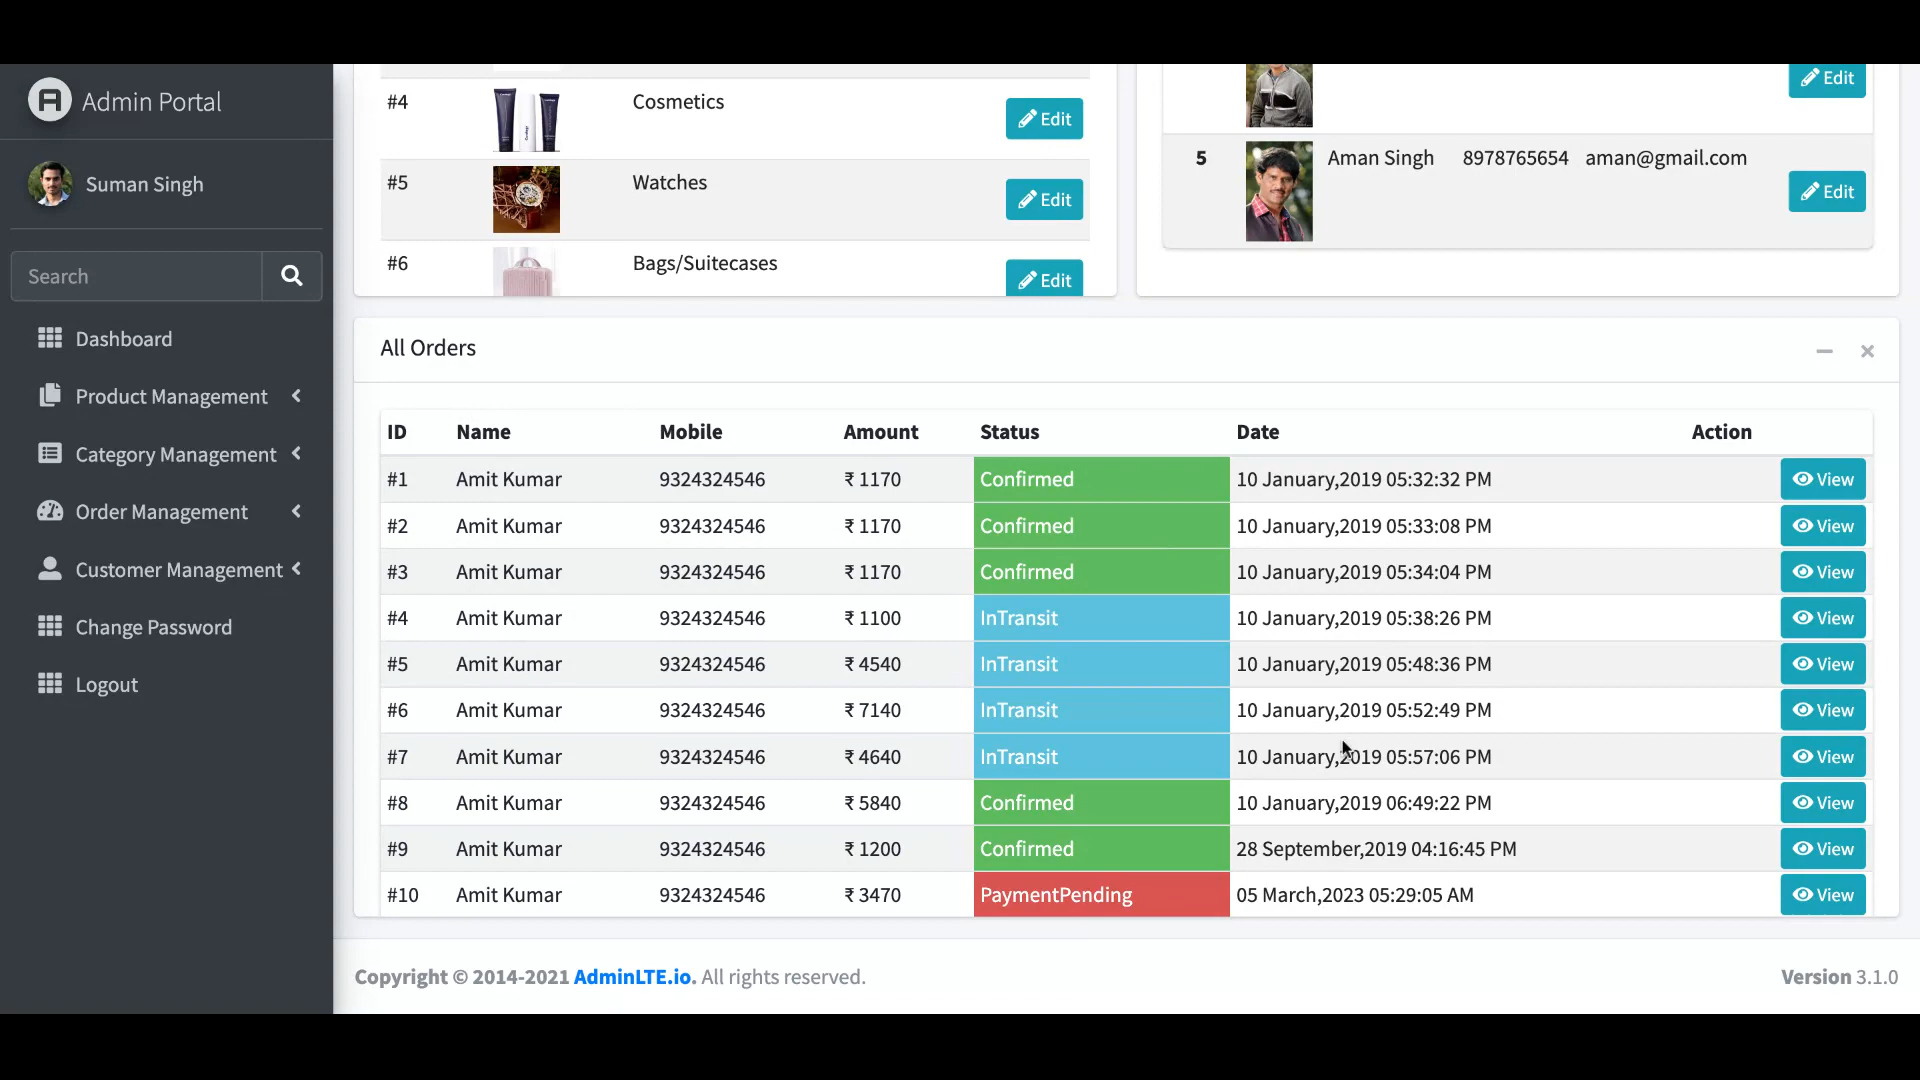 Admin Portal
Suman Singh
Search
Dashboard
Product Management
Category Management
Order Management
Customer Management
Change Password
Logout
#4 Cosmetics Edit
#5 Watches Edit
#6 Bags/Suitecases Edit
Edit
5 Aman Singh 8978765654 aman@gmail.com Edit
All Orders
ID Name Mobile Amount Status Date Action
#1 Amit Kumar 9324324546 ₹ 1170 Confirmed 10 January,2019 05:32:32 PM View
#2 Amit Kumar 9324324546 ₹ 1170 Confirmed 10 January,2019 05:33:08 PM View
#3 Amit Kumar 9324324546 ₹ 1170 Confirmed 10 January,2019 05:34:04 PM View
#4 Amit Kumar 9324324546 ₹ 1100 InTransit 10 January,2019 05:38:26 PM View
#5 Amit Kumar 9324324546 ₹ 4540 InTransit 10 January,2019 05:48:36 PM View
#6 Amit Kumar 9324324546 ₹ 7140 InTransit 10 January,2019 05:52:49 PM View
#7 Amit Kumar 9324324546 ₹ 4640 InTransit 10 January,2019 05:57:06 PM View
#8 Amit Kumar 9324324546 ₹ 5840 Confirmed 10 January,2019 06:49:22 PM View
#9 Amit Kumar 9324324546 ₹ 1200 Confirmed 28 September,2019 04:16:45 PM View
#10 Amit Kumar 9324324546 ₹ 3470 PaymentPending 05 March,2023 05:29:05 AM View
Copyright © 2014-2021 AdminLTE.io. All rights reserved. Version 3.1.0